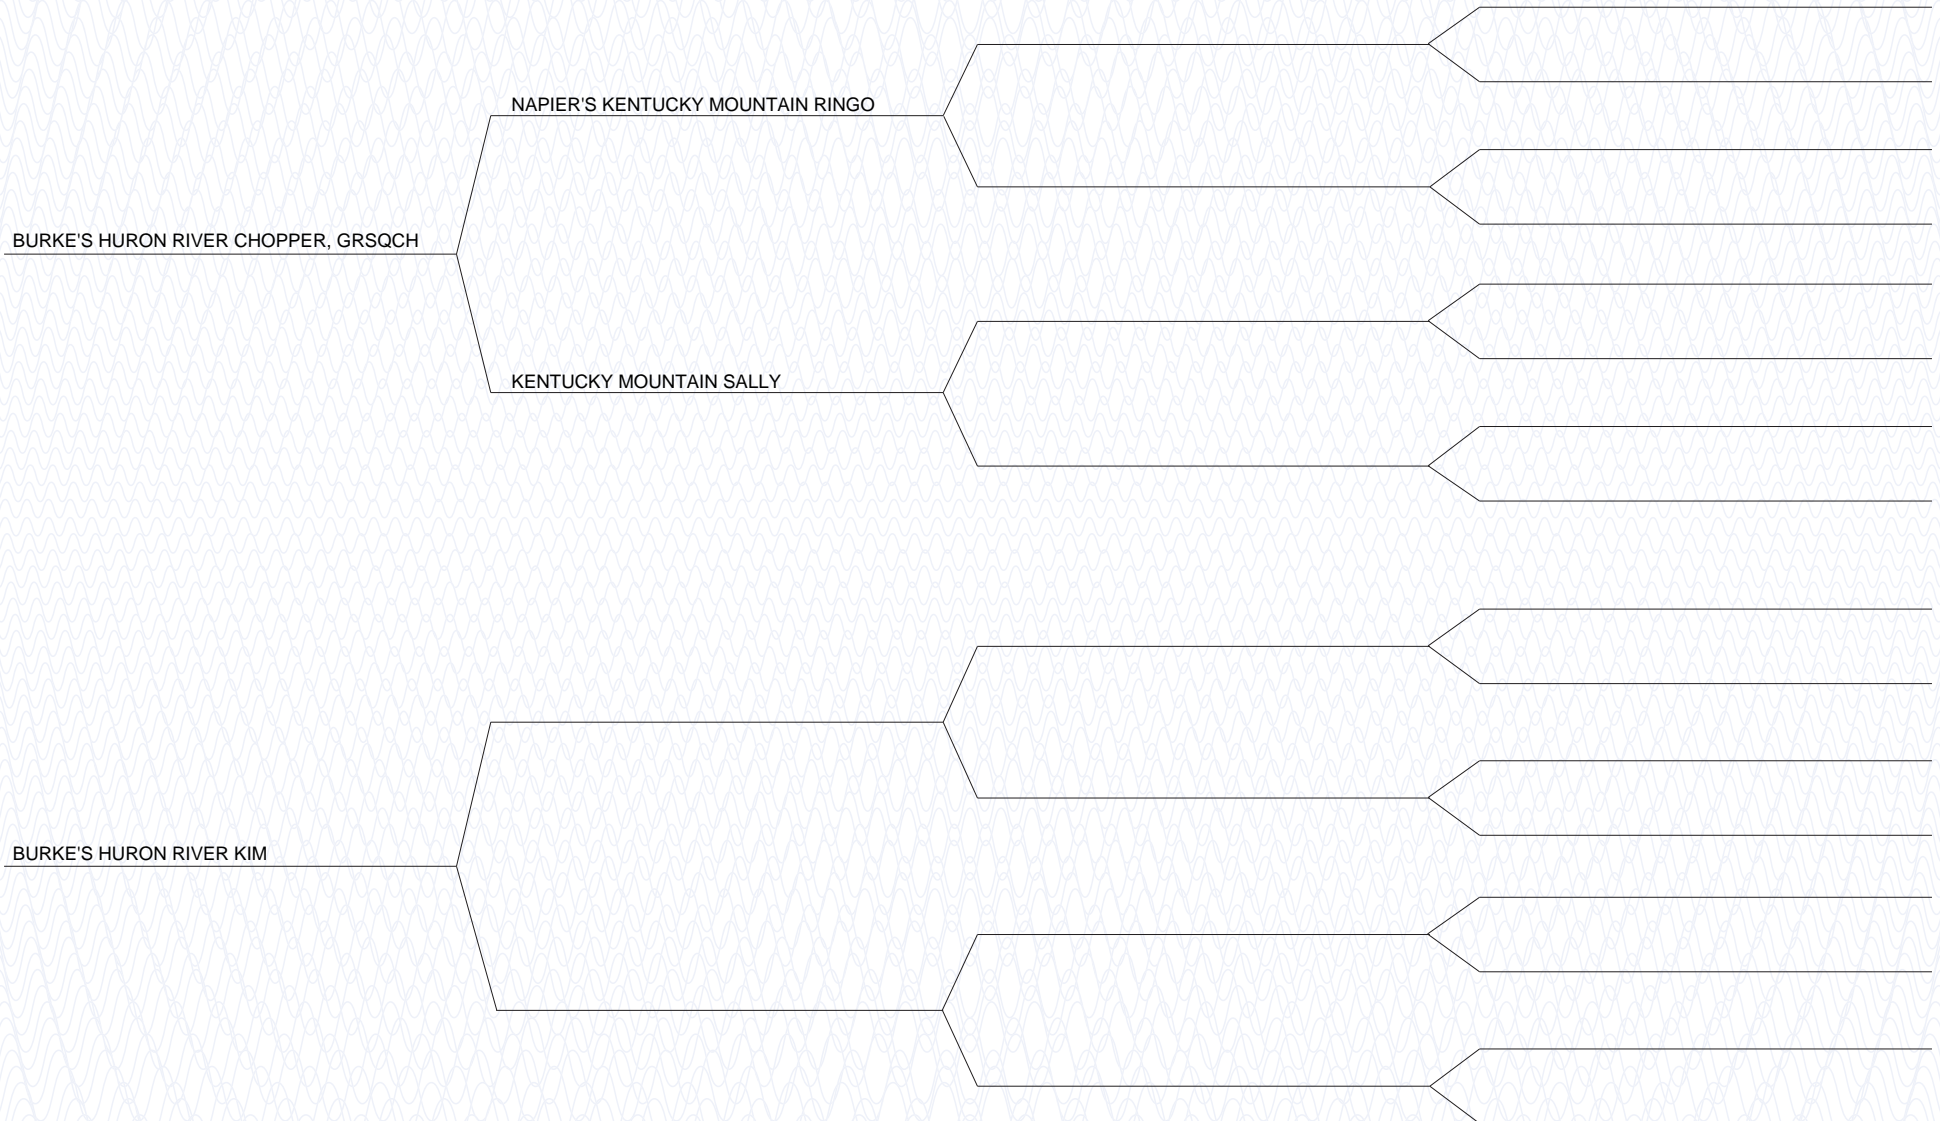 NAPIER'S KENTUCKY MOUNTAIN RINGO
BURKE'S HURON RIVER CHOPPER, GRSQCH
KENTUCKY MOUNTAIN SALLY
BURKE'S HURON RIVER KIM